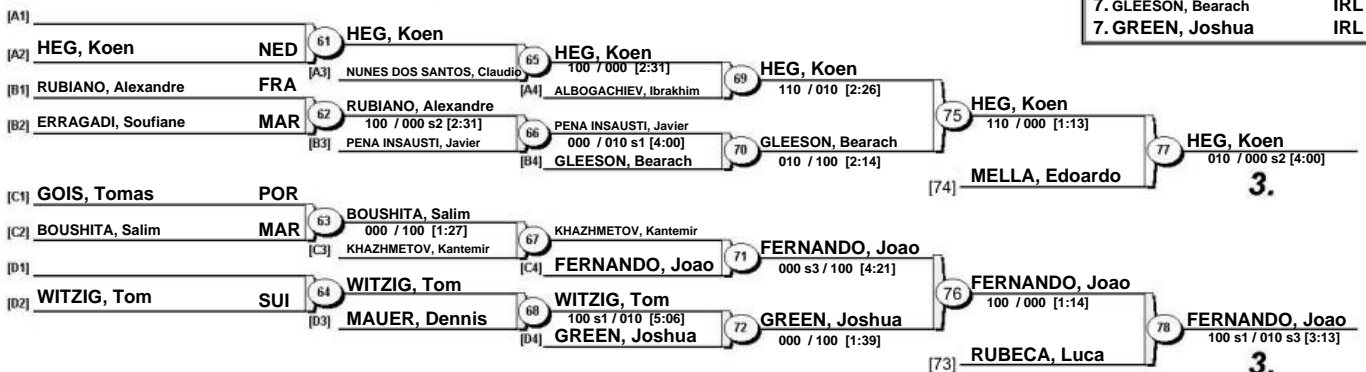 7. GLEESON, Bearach IRL
7. GREEN, Joshua IRL
[A1]
[A2] HEG, Koen NED
61
HEG, Koen
[A3] NUNES DOS SANTOS, Claudio
65
HEG, Koen
100 / 000 [2:31]
[A4] ALBOGACHIEV, Ibrakhim
69
HEG, Koen
110 / 010 [2:26]
[B1] RUBIANO, Alexandre FRA
[B2] ERRAGADI, Soufiane MAR
62
RUBIANO, Alexandre
100 / 000 s2 [2:31]
[B3] PENA INSAUSTI, Javier
66
PENA INSAUSTI, Javier
000 / 010 s1 [4:00]
[B4] GLEESON, Bearach
70
GLEESON, Bearach
010 / 100 [2:14]
75
HEG, Koen
110 / 000 [1:13]
[74] MELLA, Edoardo
77
HEG, Koen
010 / 000 s2 [4:00]
3.
[C1] GOIS, Tomas POR
[C2] BOUSHITA, Salim MAR
63
BOUSHITA, Salim
000 / 100 [1:27]
[C3] KHAZHMETOV, Kantemir
67
KHAZHMETOV, Kantemir
[C4] FERNANDO, Joao
71
FERNANDO, Joao
000 s3 / 100 [4:21]
[D1]
[D2] WITZIG, Tom SUI
64
WITZIG, Tom
[D3] MAUER, Dennis
68
WITZIG, Tom
100 s1 / 010 [5:06]
[D4] GREEN, Joshua
72
GREEN, Joshua
000 / 100 [1:39]
76
FERNANDO, Joao
100 / 000 [1:14]
[73] RUBECA, Luca
78
FERNANDO, Joao
100 s1 / 010 s3 [3:13]
3.